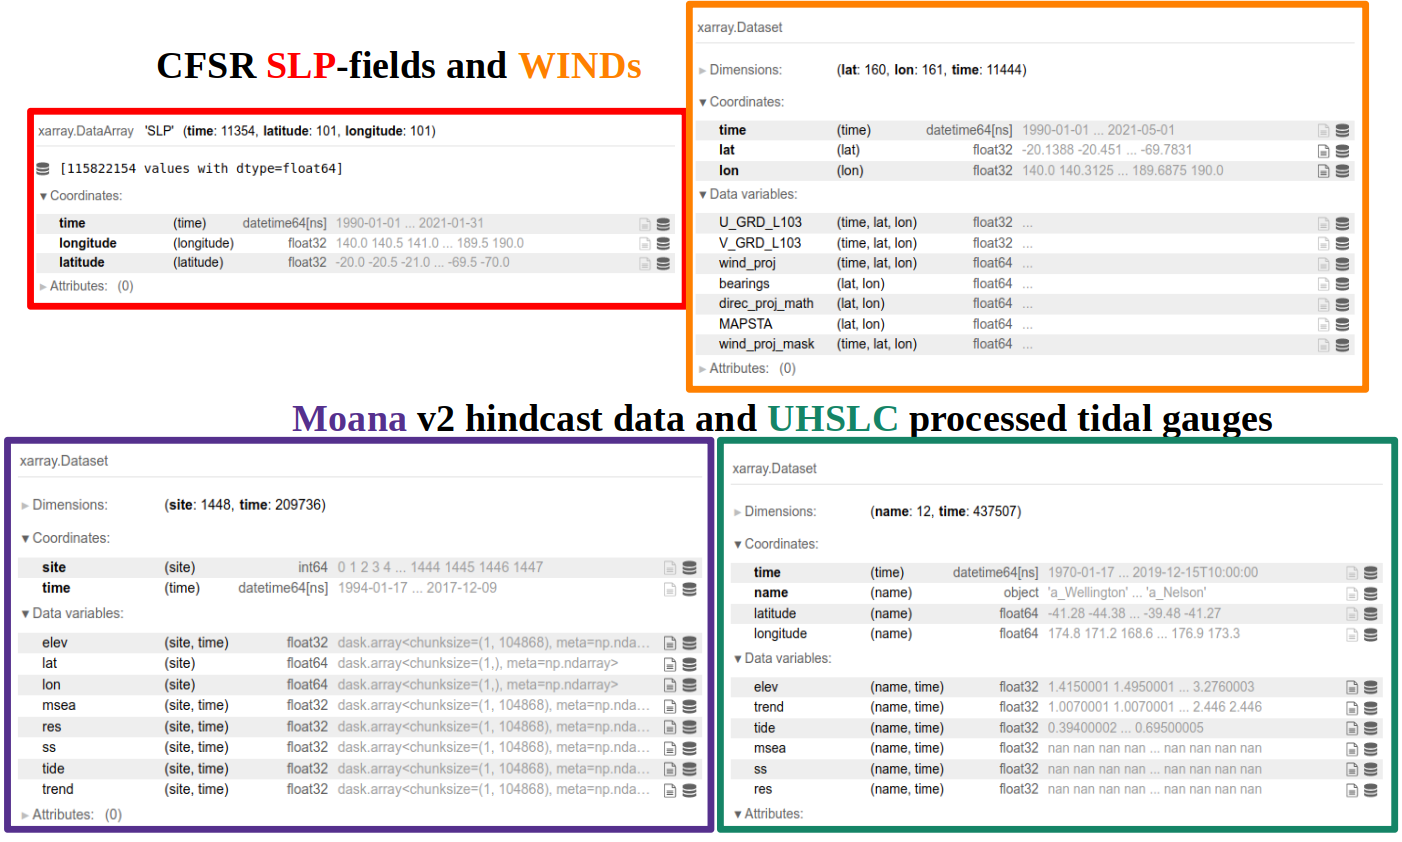 CFSR SLP-fields and WINDs
xarray.DataArray 'SLP' (time: 11354, latitude: 101, longitude: 101)
[115822154 values with dtype=float64]
▾ Coordinates:
time (time) datetime64[ns] 1990-01-01 ... 2021-01-31
longitude (longitude) float32 140.0 140.5 141.0 ... 189.5 190.0
latitude (latitude) float32 -20.0 -20.5 -21.0 ... -69.5 -70.0
▸ Attributes: (0)
xarray.Dataset
▸ Dimensions: (lat: 160, lon: 161, time: 11444)
▾ Coordinates:
time (time) datetime64[ns] 1990-01-01 ... 2021-05-01
lat (lat) float32 -20.1388 -20.451 ... -69.7831
lon (lon) float32 140.0 140.3125 ... 189.6875 190.0
▾ Data variables:
U_GRD_L103 (time, lat, lon) float32 ...
V_GRD_L103 (time, lat, lon) float32 ...
wind_proj (time, lat, lon) float64 ...
bearings (lat, lon) float64 ...
direc_proj_math (lat, lon) float64 ...
MAPSTA (lat, lon) float64 ...
wind_proj_mask (time, lat, lon) float64 ...
▸ Attributes: (0)
Moana v2 hindcast data and UHSLC processed tidal gauges
xarray.Dataset
▸ Dimensions: (site: 1448, time: 209736)
▾ Coordinates:
site (site) int64 0 1 2 3 4 ... 1444 1445 1446 1447
time (time) datetime64[ns] 1994-01-17 ... 2017-12-09
▾ Data variables:
elev (site, time) float32 dask.array<chunksize=(1, 104868), meta=np.nda...
lat (site) float64 dask.array<chunksize=(1,), meta=np.ndarray>
lon (site) float64 dask.array<chunksize=(1,), meta=np.ndarray>
msea (site, time) float32 dask.array<chunksize=(1, 104868), meta=np.nda...
res (site, time) float32 dask.array<chunksize=(1, 104868), meta=np.nda...
ss (site, time) float32 dask.array<chunksize=(1, 104868), meta=np.nda...
tide (site, time) float32 dask.array<chunksize=(1, 104868), meta=np.nda...
trend (site, time) float32 dask.array<chunksize=(1, 104868), meta=np.nda...
▸ Attributes: (0)
xarray.Dataset
▸ Dimensions: (name: 12, time: 437507)
▾ Coordinates:
time (time) datetime64[ns] 1970-01-17 ... 2019-12-15T10:00:00
name (name) object 'a_Wellington' ... 'a_Nelson'
latitude (name) float64 -41.28 -44.38 ... -39.48 -41.27
longitude (name) float64 174.8 171.2 168.6 ... 176.9 173.3
▾ Data variables:
elev (name, time) float32 1.4150001 1.4950001 ... 3.2760003
trend (name, time) float32 1.0070001 1.0070001 ... 2.446 2.446
tide (name, time) float32 0.39400002 ... 0.69500005
msea (name, time) float32 nan nan nan nan ... nan nan nan nan
ss (name, time) float32 nan nan nan nan ... nan nan nan nan
res (name, time) float32 nan nan nan nan ... nan nan nan nan
▾ Attributes: